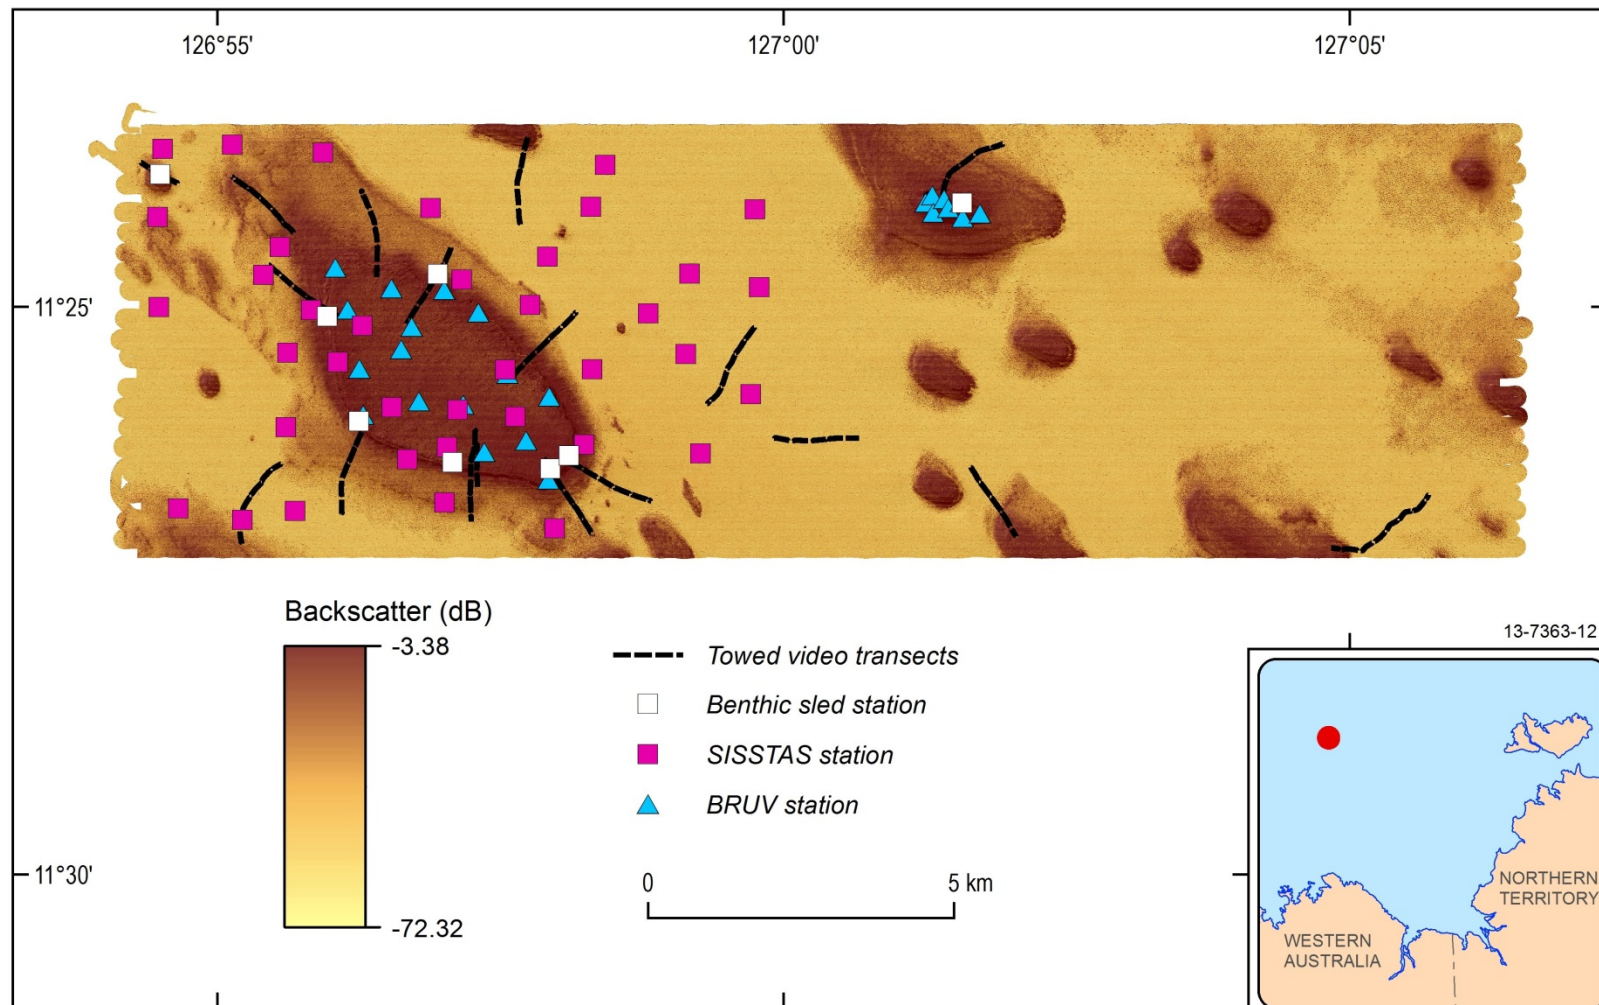 126°55'
127°00'
127°05'
11°25'
Backscatter (dB)
-3.38
-72.32
Towed video transects
Benthic sled station
SISSTAS station
BRUV station
0
5 km
11°30'
13-7363-12
NORTHERN
TERRITORY
WESTERN
AUSTRALIA